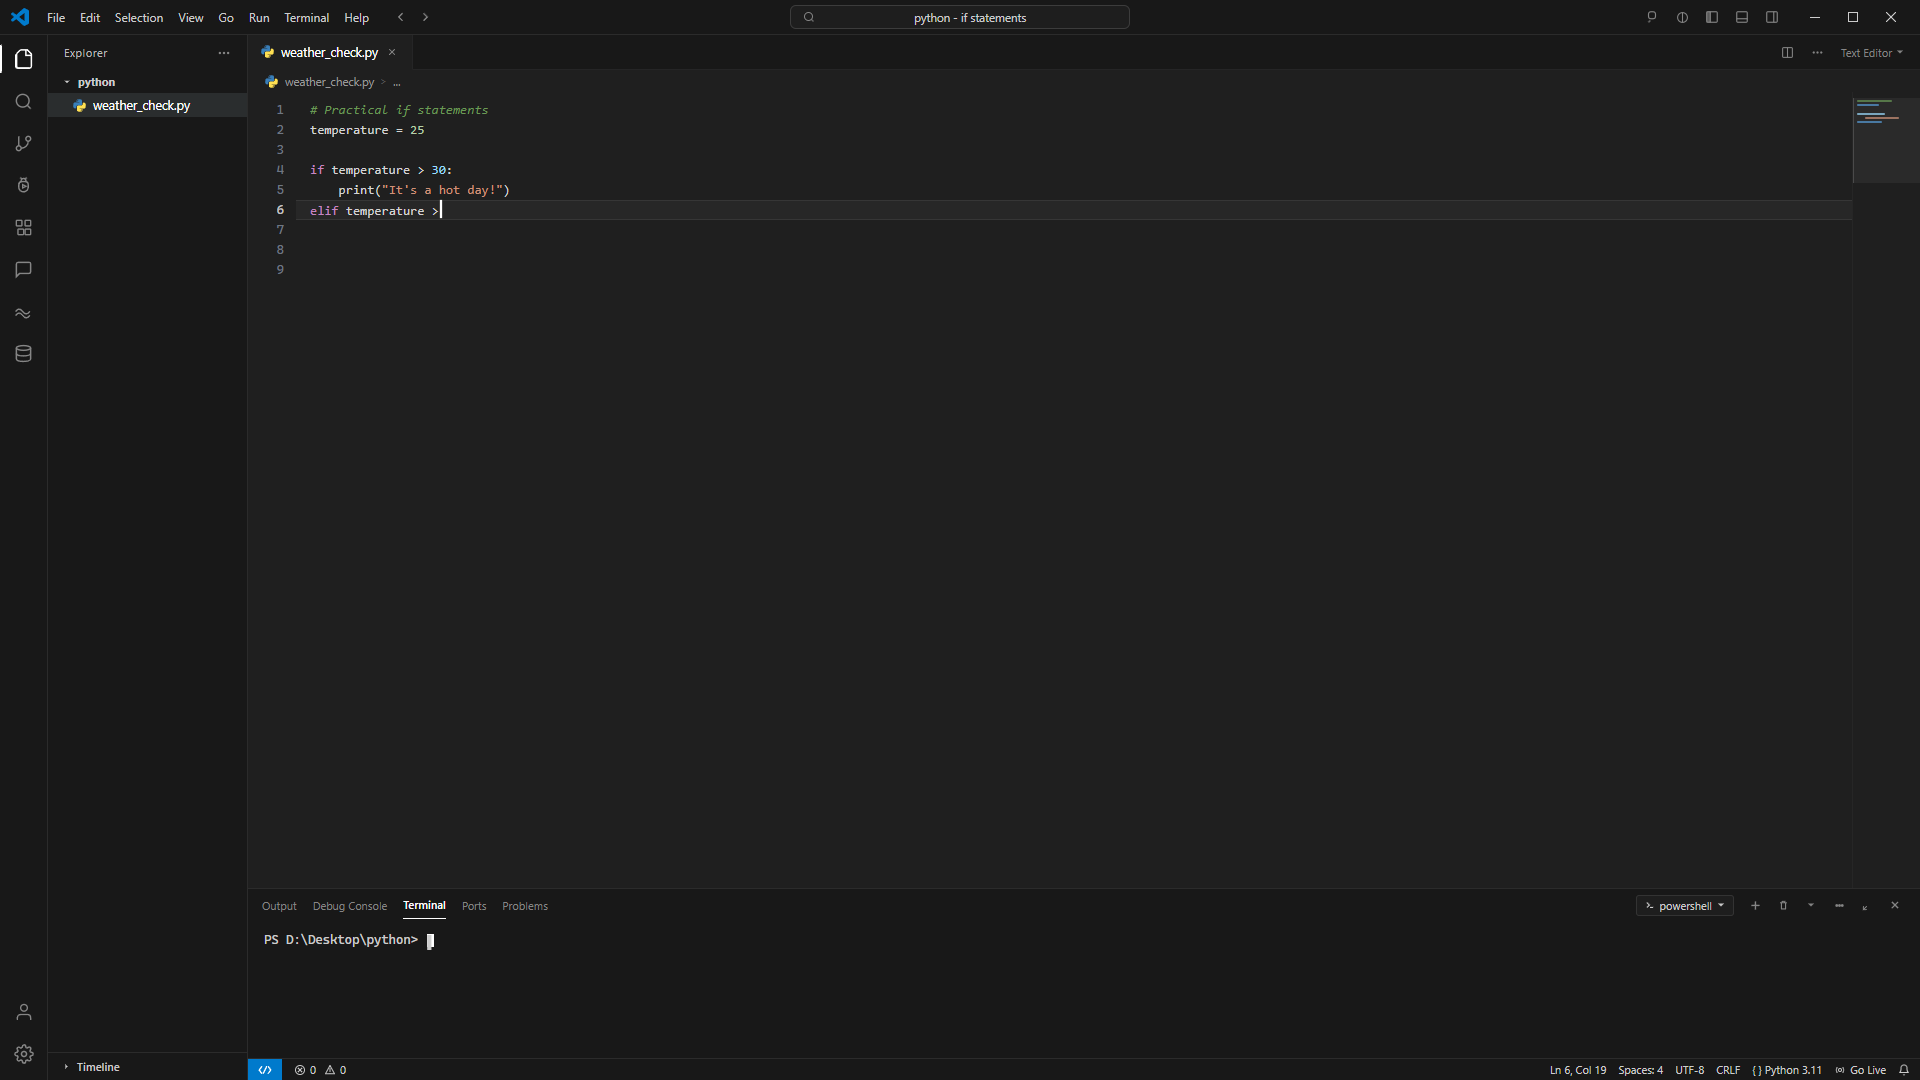 File Edit Selection View Go Run Terminal Help
python - if statements
Explorer
weather_check.py
Text Editor
python
weather_check.py > ...
weather_check.py
1 # Practical if statements
2 temperature = 25
3
4 if temperature > 30:
5     print("It's a hot day!")
6 elif temperature >
7
8
9
Output Debug Console Terminal Ports Problems
powershell
PS D:\Desktop\python>
Timeline
0 0
Ln 6, Col 19 Spaces: 4 UTF-8 CRLF {} Python 3.11 Go Live